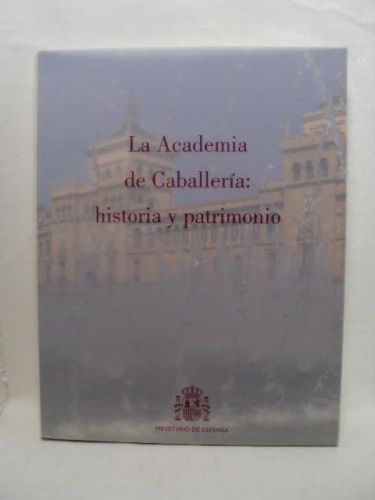 La Academia
de Caballería:
historia y patrimonio
MINISTERIO DE DEFENSA